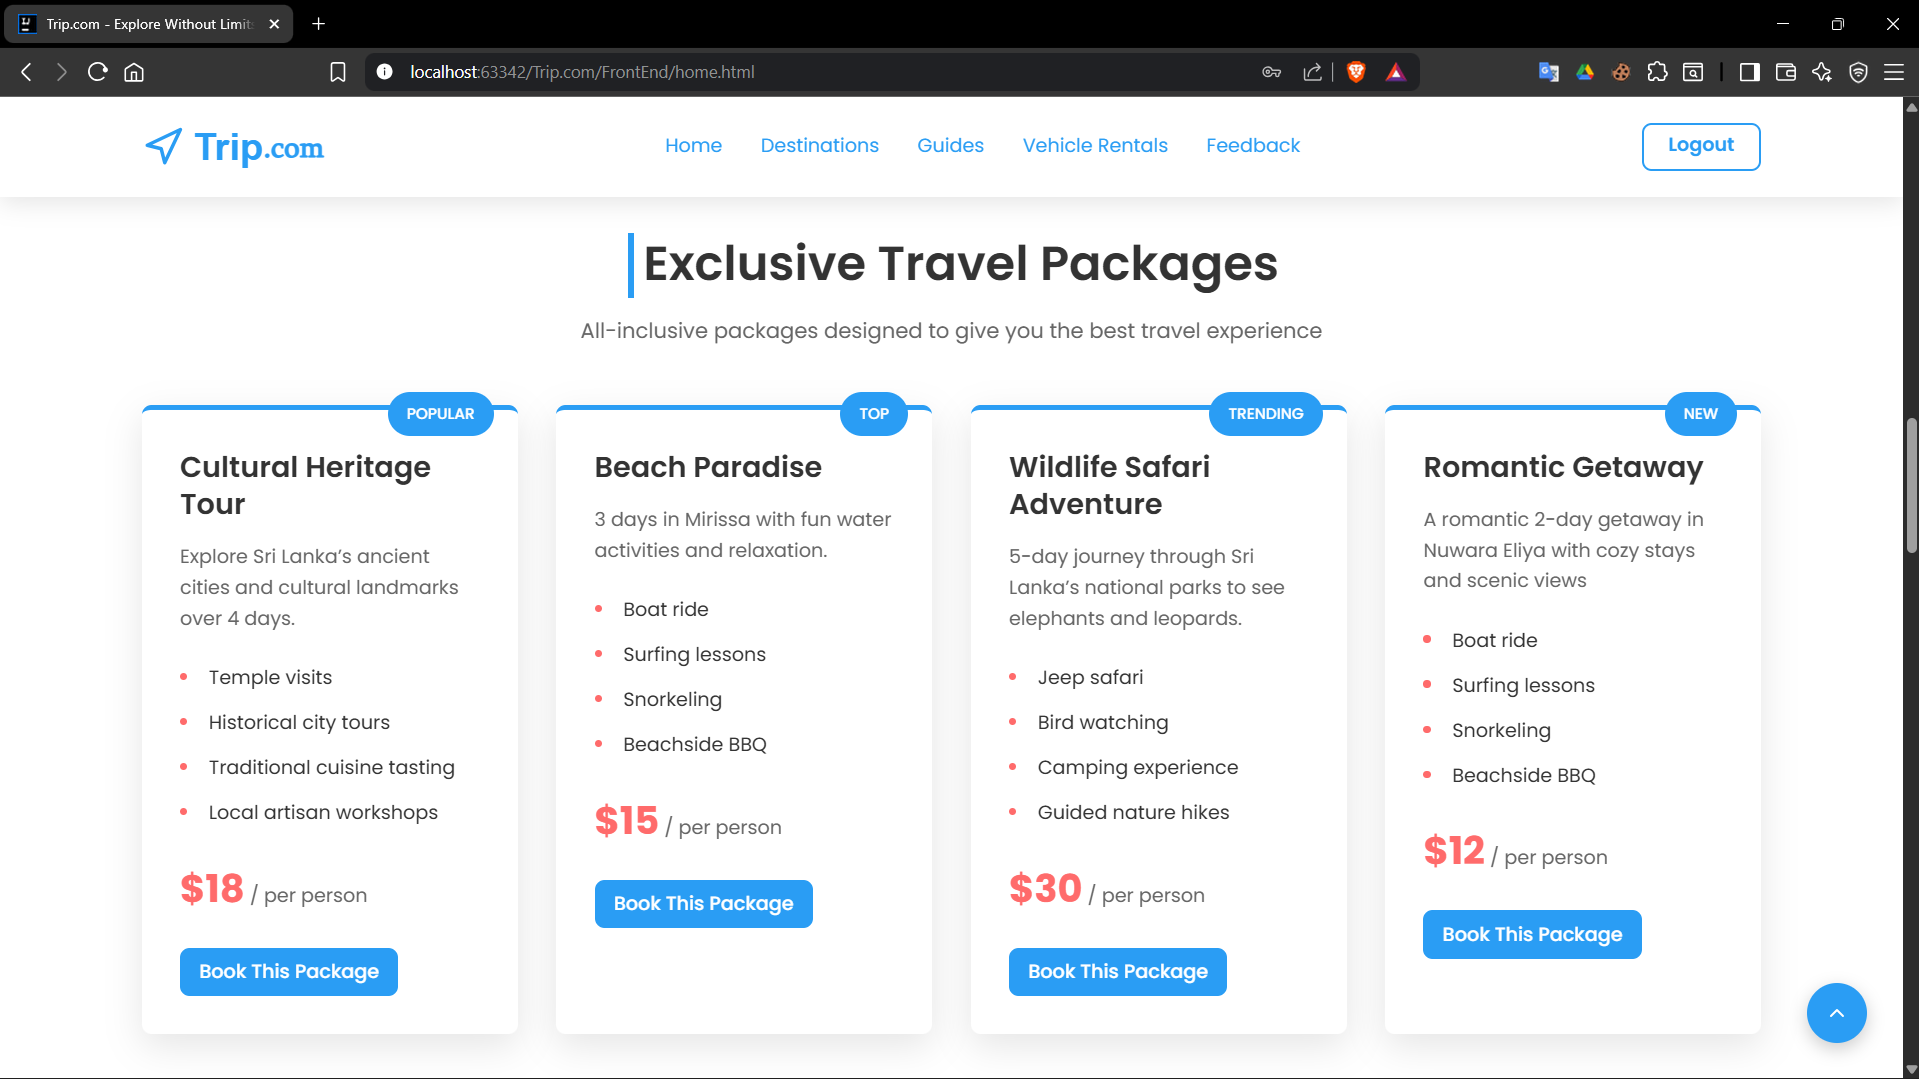 Trip.com - Explore Without Limits
localhost:63342/Trip.com/FrontEnd/home.html
Trip.com
Home
Destinations
Guides
Vehicle Rentals
Feedback
Logout
Exclusive Travel Packages
All-inclusive packages designed to give you the best travel experience
POPULAR
Cultural Heritage
Tour
Explore Sri Lanka’s ancient
cities and cultural landmarks
over 4 days.
Temple visits
Historical city tours
Traditional cuisine tasting
Local artisan workshops
$18 / per person
Book This Package
TOP
Beach Paradise
3 days in Mirissa with fun water
activities and relaxation.
Boat ride
Surfing lessons
Snorkeling
Beachside BBQ
$15 / per person
Book This Package
TRENDING
Wildlife Safari
Adventure
5-day journey through Sri
Lanka’s national parks to see
elephants and leopards.
Jeep safari
Bird watching
Camping experience
Guided nature hikes
$30 / per person
Book This Package
NEW
Romantic Getaway
A romantic 2-day getaway in
Nuwara Eliya with cozy stays
and scenic views
Boat ride
Surfing lessons
Snorkeling
Beachside BBQ
$12 / per person
Book This Package